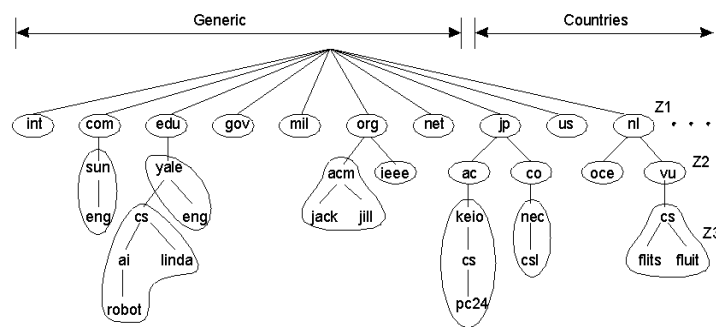 Generic Countries
Z1
int com edu gov mil org net jp us nl . . .
sun yale acm ieee ac co oce vu Z2
eng cs eng jack jill keio nec cs Z3
ai linda cs csl flits fluit
robot pc24